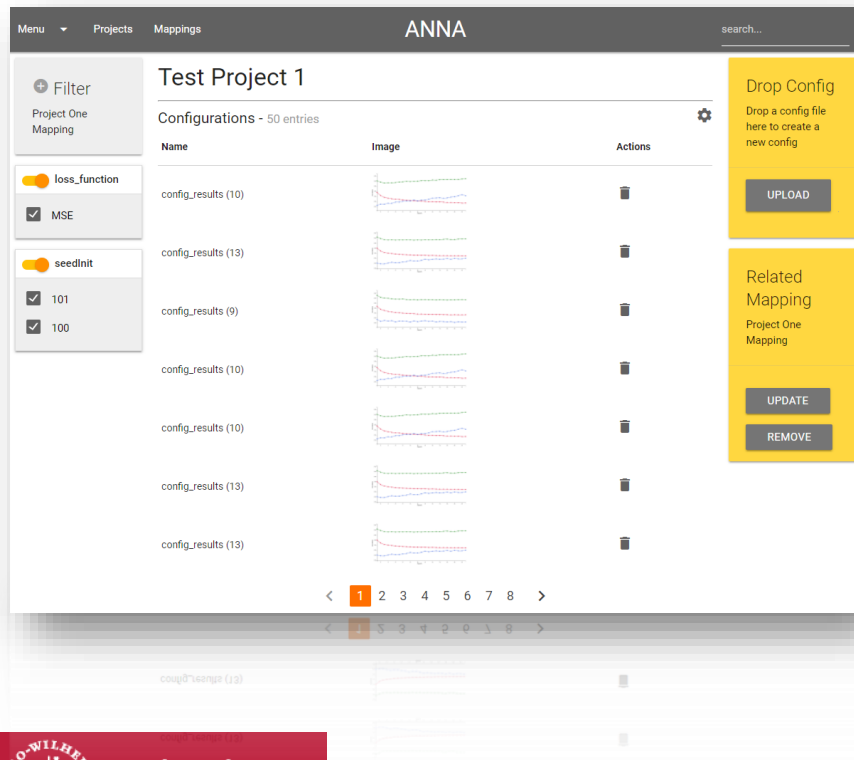 Menu Projects Mappings ANNA search...
Filter
Project One
Mapping
loss_function
MSE
seedInit
101
100
Test Project 1
Configurations - 50 entries
Name Image Actions
config_results (10)
config_results (13)
config_results (9)
config_results (10)
config_results (10)
config_results (13)
config_results (13)
< 1 2 3 4 5 6 7 8 >
Drop Config
Drop a config file
here to create a
new config
UPLOAD
Related
Mapping
Project One
Mapping
UPDATE
REMOVE